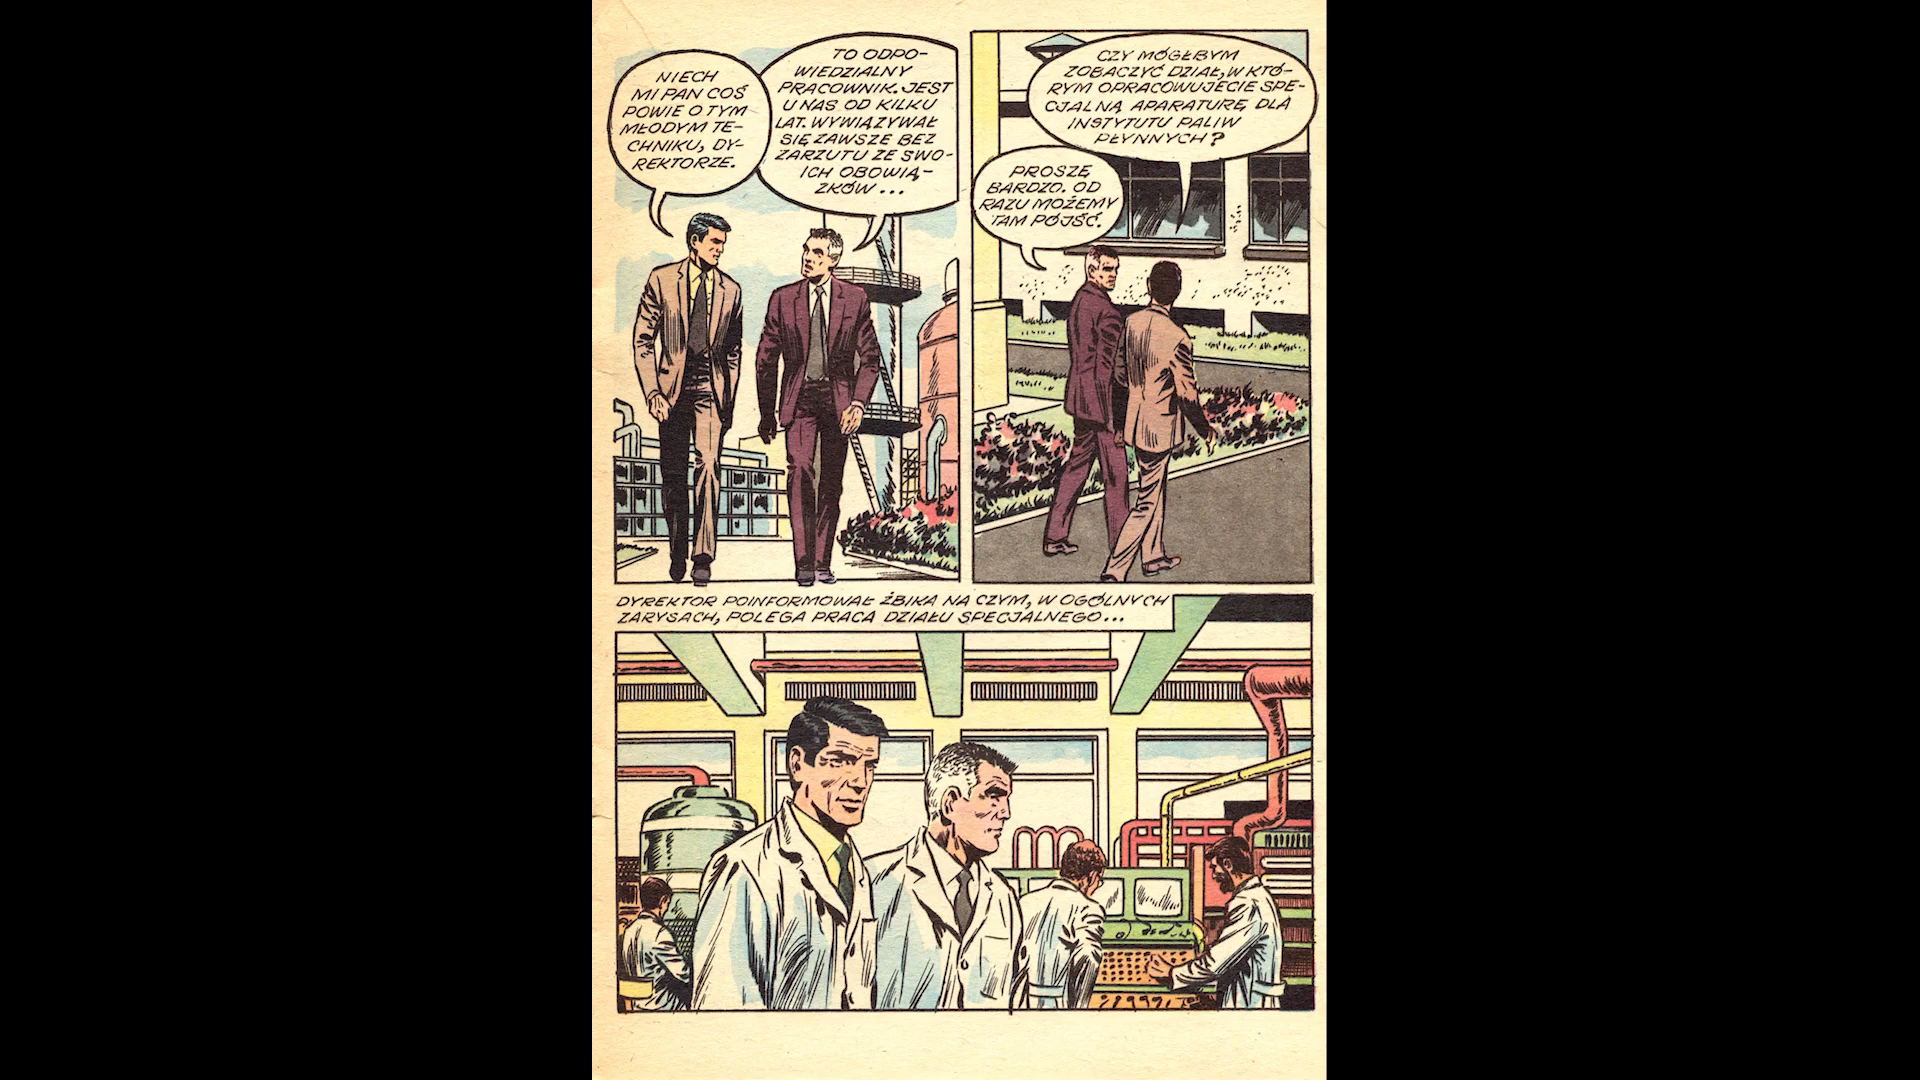 NIECH
MI PAN COŚ
POWIE O TYM
MŁODYM TE-
CHNIKU, DY-
REKTORZE.
TO ODPO-
WIEDZIALNY
PRACOWNIK. JEST
U NAS OD KILKU
LAT. WYWIĄZYWAŁ
SIĘ ZAWSZE BEZ
ZARZUTU ZE SWO-
ICH OBOWIĄ-
ZKÓW...
CZY MÓGŁBYM
ZOBACZYĆ DZIAŁ, W KTÓ-
RYM OPRACOWUJECIE SPE-
CJALNĄ APARATURĘ DLA
INSTYTUTU PALIW
PŁYNNYCH?
PROSZĘ
BARDZO. OD
RAZU MOŻEMY
TAM PÓJŚĆ.
DYREKTOR POINFORMOWAŁ ŻBIKA NA CZYM, W OGÓLNYCH
ZARYSACH, POLEGA PRACA DZIAŁU SPECJALNEGO...